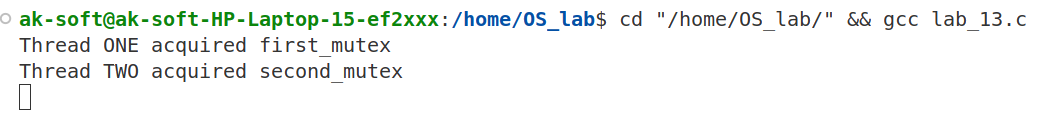 ak-soft@ak-soft-HP-Laptop-15-ef2xxx:/home/OS_lab$ cd "/home/OS_lab/" && gcc lab_13.c
Thread ONE acquired first_mutex
Thread TWO acquired second_mutex